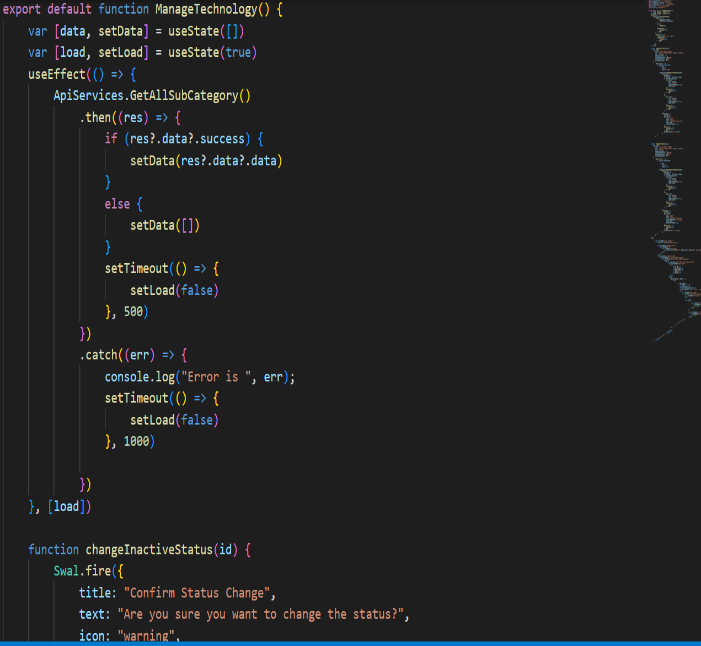 export default function ManageTechnology() {
    var [data, setData] = useState([])
    var [load, setLoad] = useState(true)
    useEffect(() => {
        ApiServices.GetAllSubCategory()
            .then((res) => {
                if (res?.data?.success) {
                    setData(res?.data?.data)
                }
                else {
                    setData([])
                }
                setTimeout(() => {
                    setLoad(false)
                }, 500)
            })
            .catch((err) => {
                console.log("Error is ", err);
                setTimeout(() => {
                    setLoad(false)
                }, 1000)

            })
    }, [load])

    function changeInactiveStatus(id) {
        Swal.fire({
            title: "Confirm Status Change",
            text: "Are you sure you want to change the status?",
            icon: "warning",